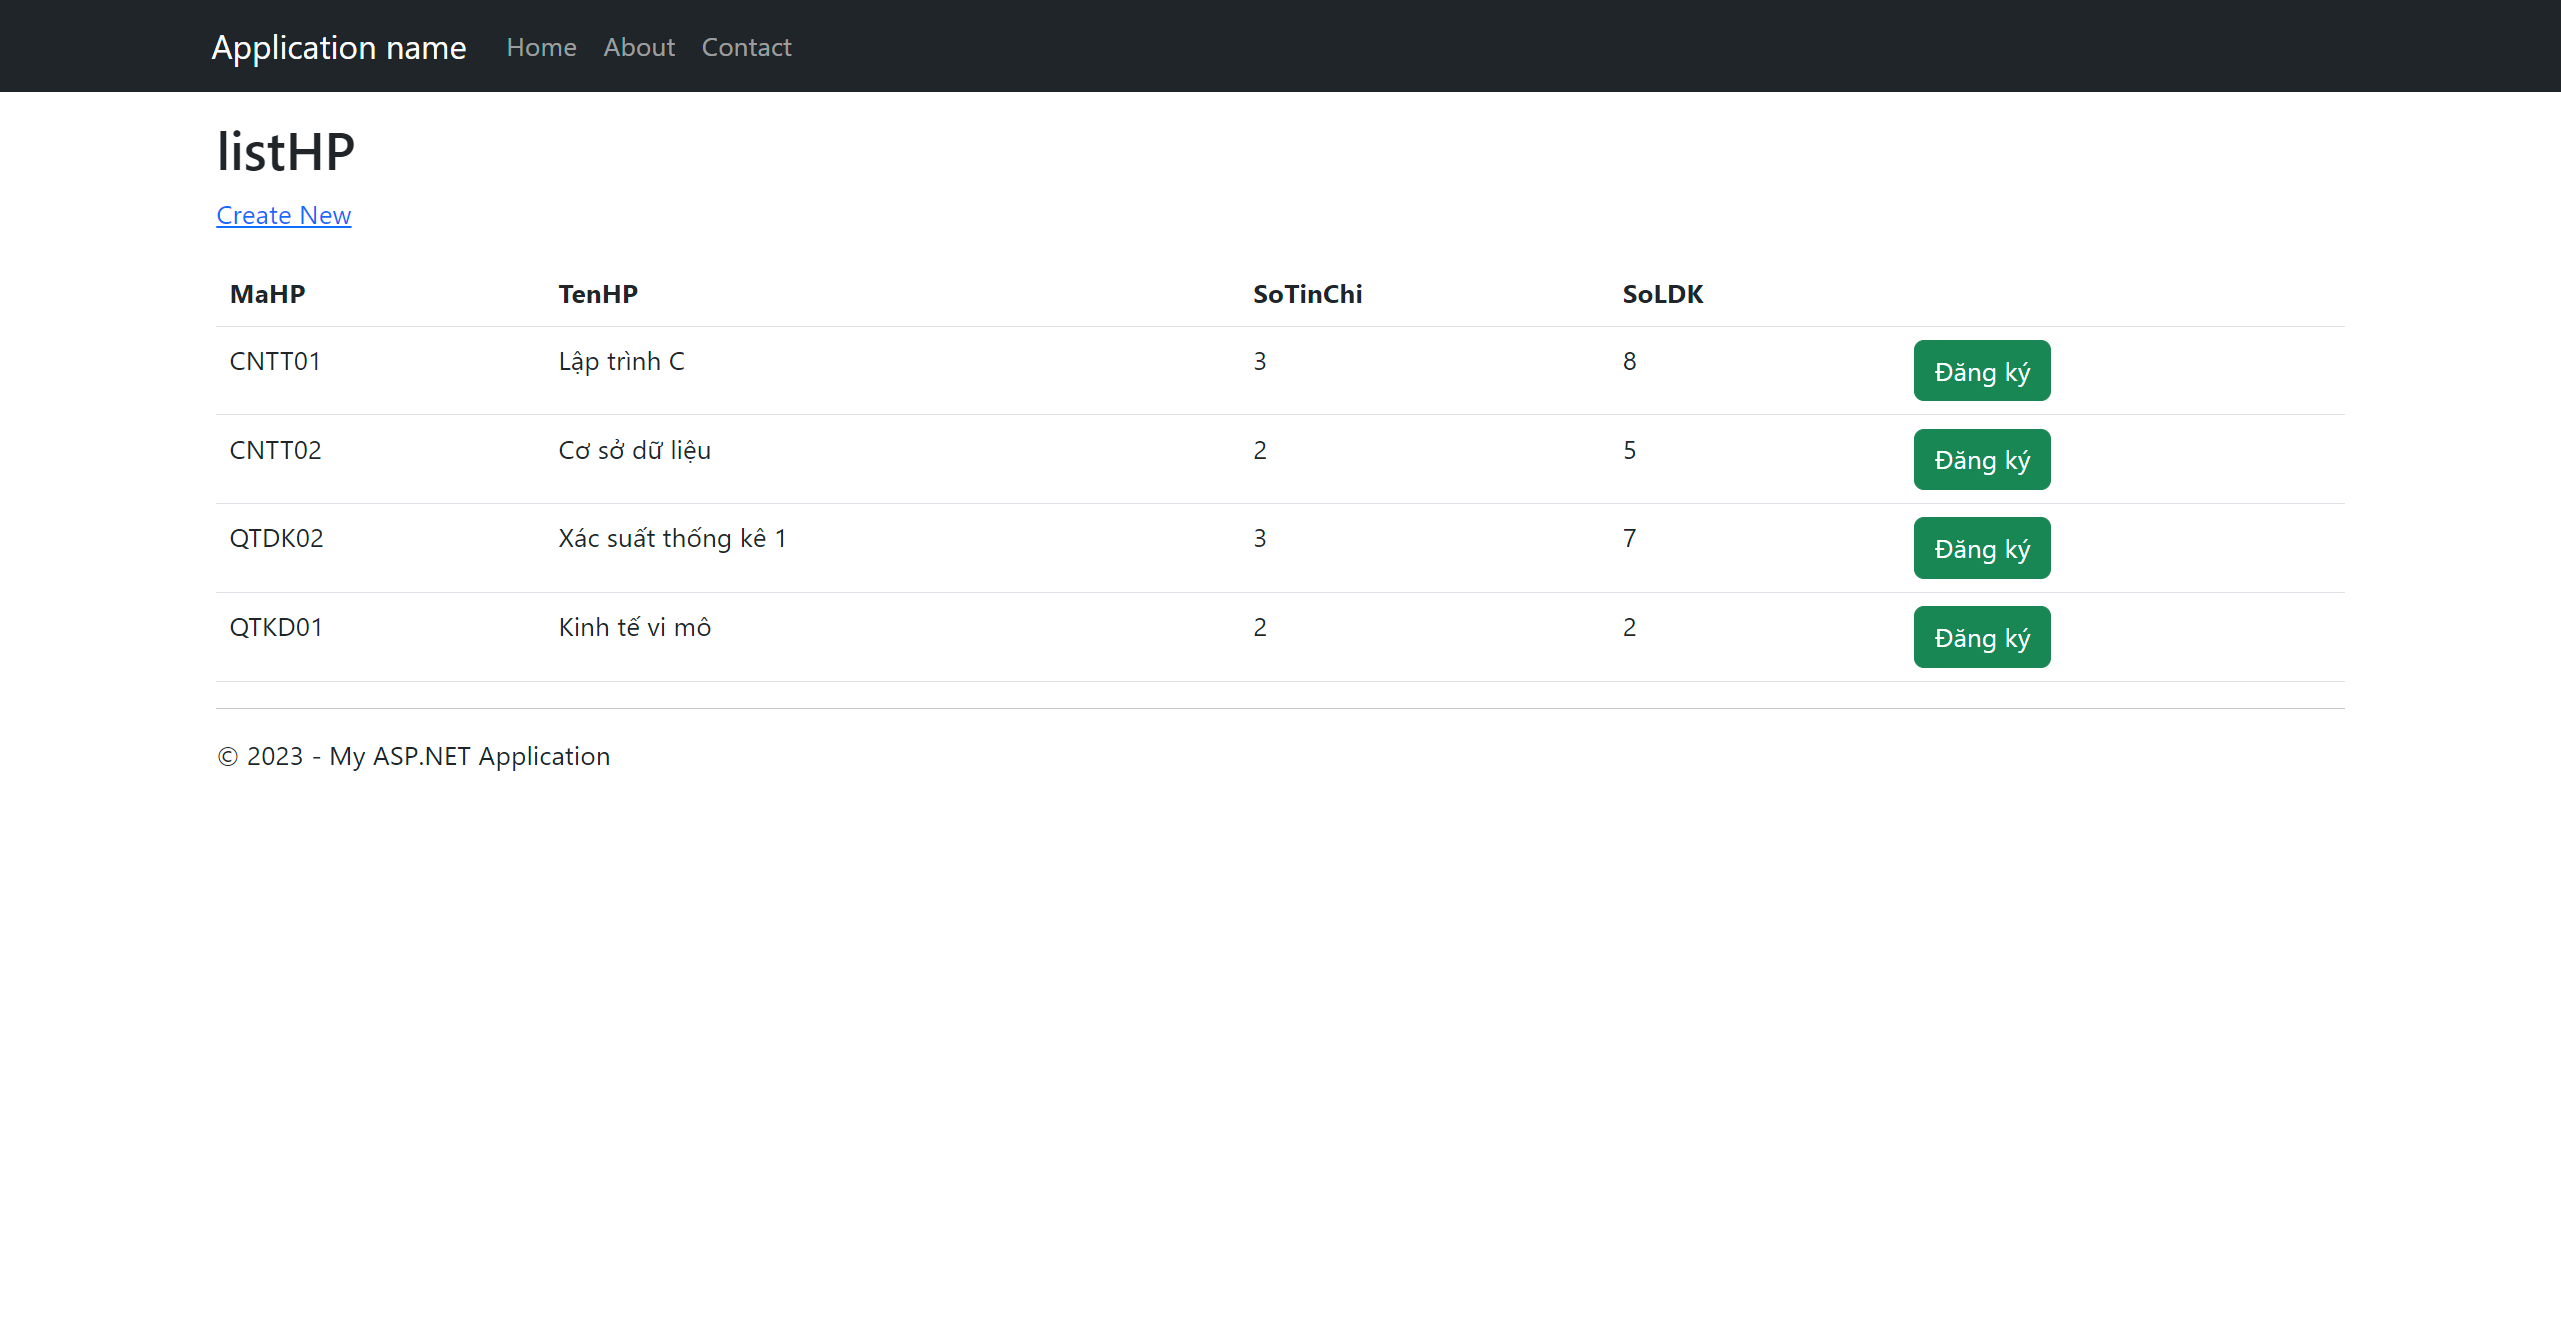 Application name Home About Contact
listHP
Create New
MaHP TenHP SoTinChi SoLDK
CNTT01 Lập trình C 3 8 Đăng ký
CNTT02 Cơ sở dữ liệu 2 5 Đăng ký
QTDK02 Xác suất thống kê 1 3 7 Đăng ký
QTKD01 Kinh tế vi mô 2 2 Đăng ký
© 2023 - My ASP.NET Application